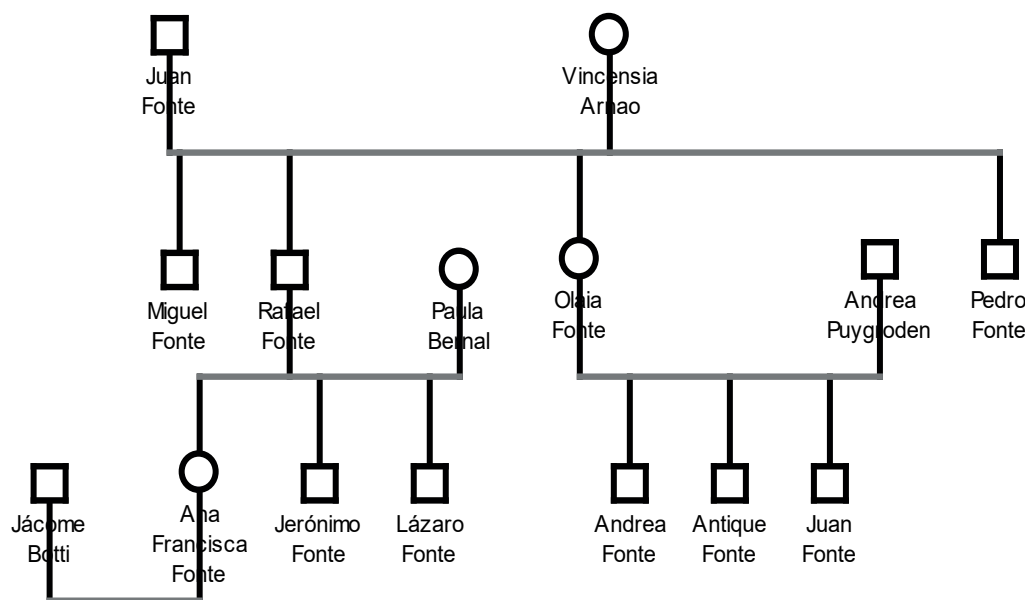 Juan
Fonte
Vincensia
Arnao
Miguel
Fonte
Rafael
Fonte
Paula
Bernal
Olaia
Fonte
Andrea
Puygroden
Pedro
Fonte
Jácome
Botti
Ana
Francisca
Fonte
Jerónimo
Fonte
Lázaro
Fonte
Andrea
Fonte
Antique
Fonte
Juan
Fonte